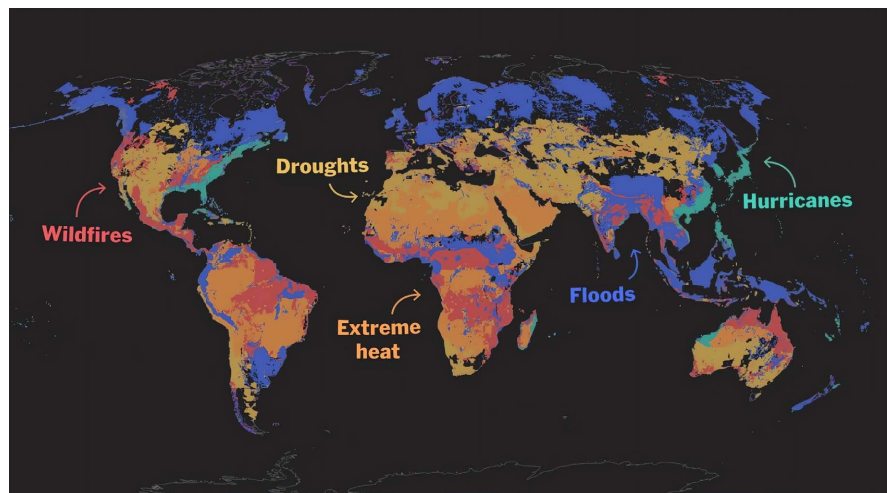 Droughts
Hurricanes
Wildfires
Floods
Extreme
heat